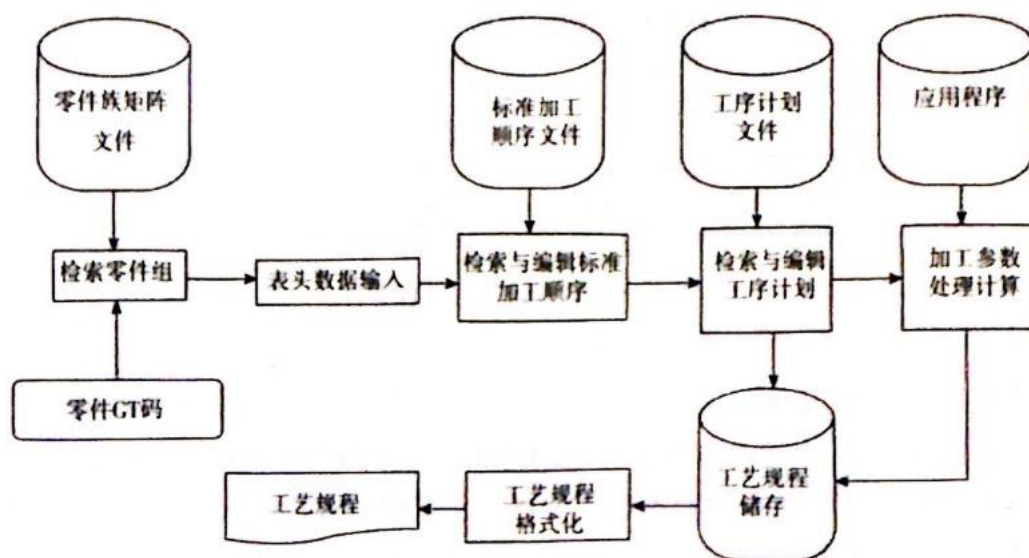 零件族矩阵
文件
标准加工
顺序文件
工序计划
文件
应用程序
检索零件组
表头数据输入
检索与编辑标准
加工顺序
检索与编辑
工序计划
加工参数
处理计算
零件GT码
工艺规程
工艺规程
格式化
工艺规程
储存